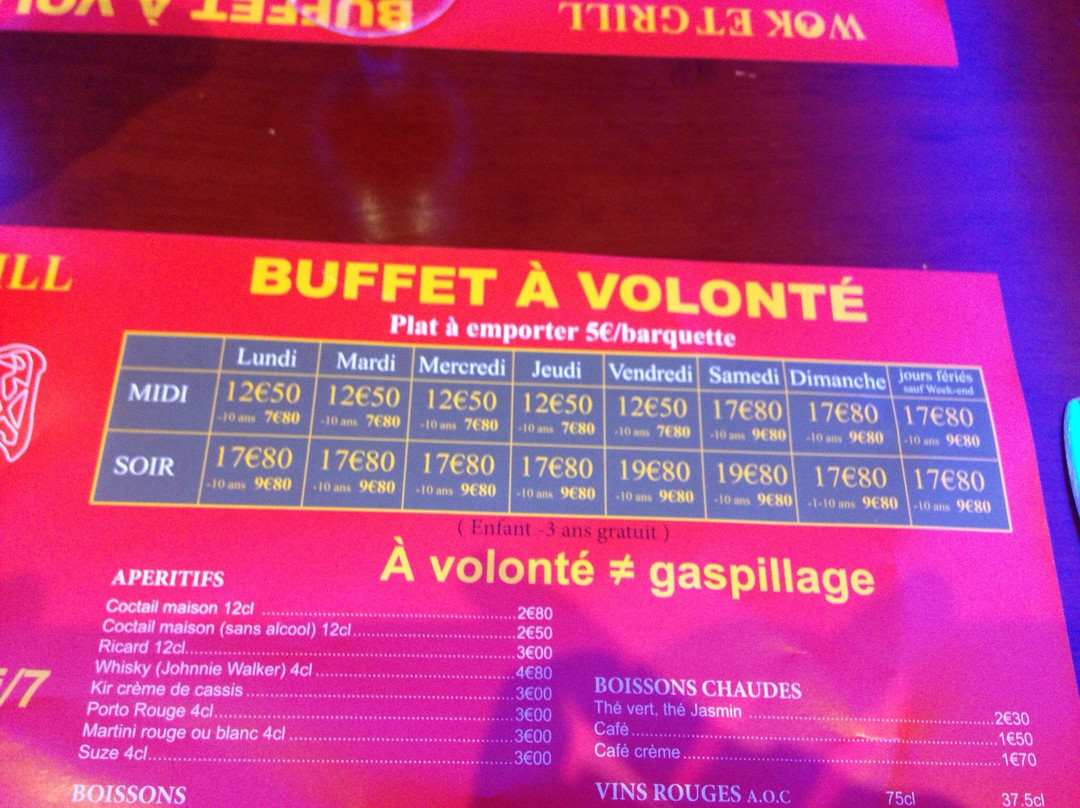 BUFFET À VOL
WOK ET GRILL
ILL
BUFFET À VOLONTÉ
Plat à emporter 5€/barquette
Lundi Mardi Mercredi Jeudi Vendredi Samedi Dimanche jours fériés
sauf Week-end
MIDI 12€50 12€50 12€50 12€50 12€50 17€80 17€80 17€80
-10 ans 7€80 -10 ans 7€80 -10 ans 7€80 -10 ans 7€80 -10 ans 7€80 -10 ans 9€80 -10 ans 9€80 -10 ans 9€80
SOIR 17€80 17€80 17€80 17€80 19€80 19€80 17€80 17€80
-10 ans 9€80 -10 ans 9€80 -10 ans 9€80 -10 ans 9€80 -10 ans 9€80 -10 ans 9€80 -1-10 ans 9€80 -10 ans 9€80
( Enfant -3 ans gratuit )
À volonté ≠ gaspillage
APERITIFS
Coctail maison 12cl 2€80
Coctail maison (sans alcool) 12cl 2€50
Ricard 12cl 3€00
Whisky (Johnnie Walker) 4cl 4€80
Kir crème de cassis 3€00
Porto Rouge 4cl 3€00
Martini rouge ou blanc 4cl 3€00
Suze 4cl 3€00
/7
BOISSONS
BOISSONS CHAUDES
Thé vert, thé Jasmin 2€30
Café 1€50
Café crème 1€70
VINS ROUGES A.O.C 75cl 37.5cl